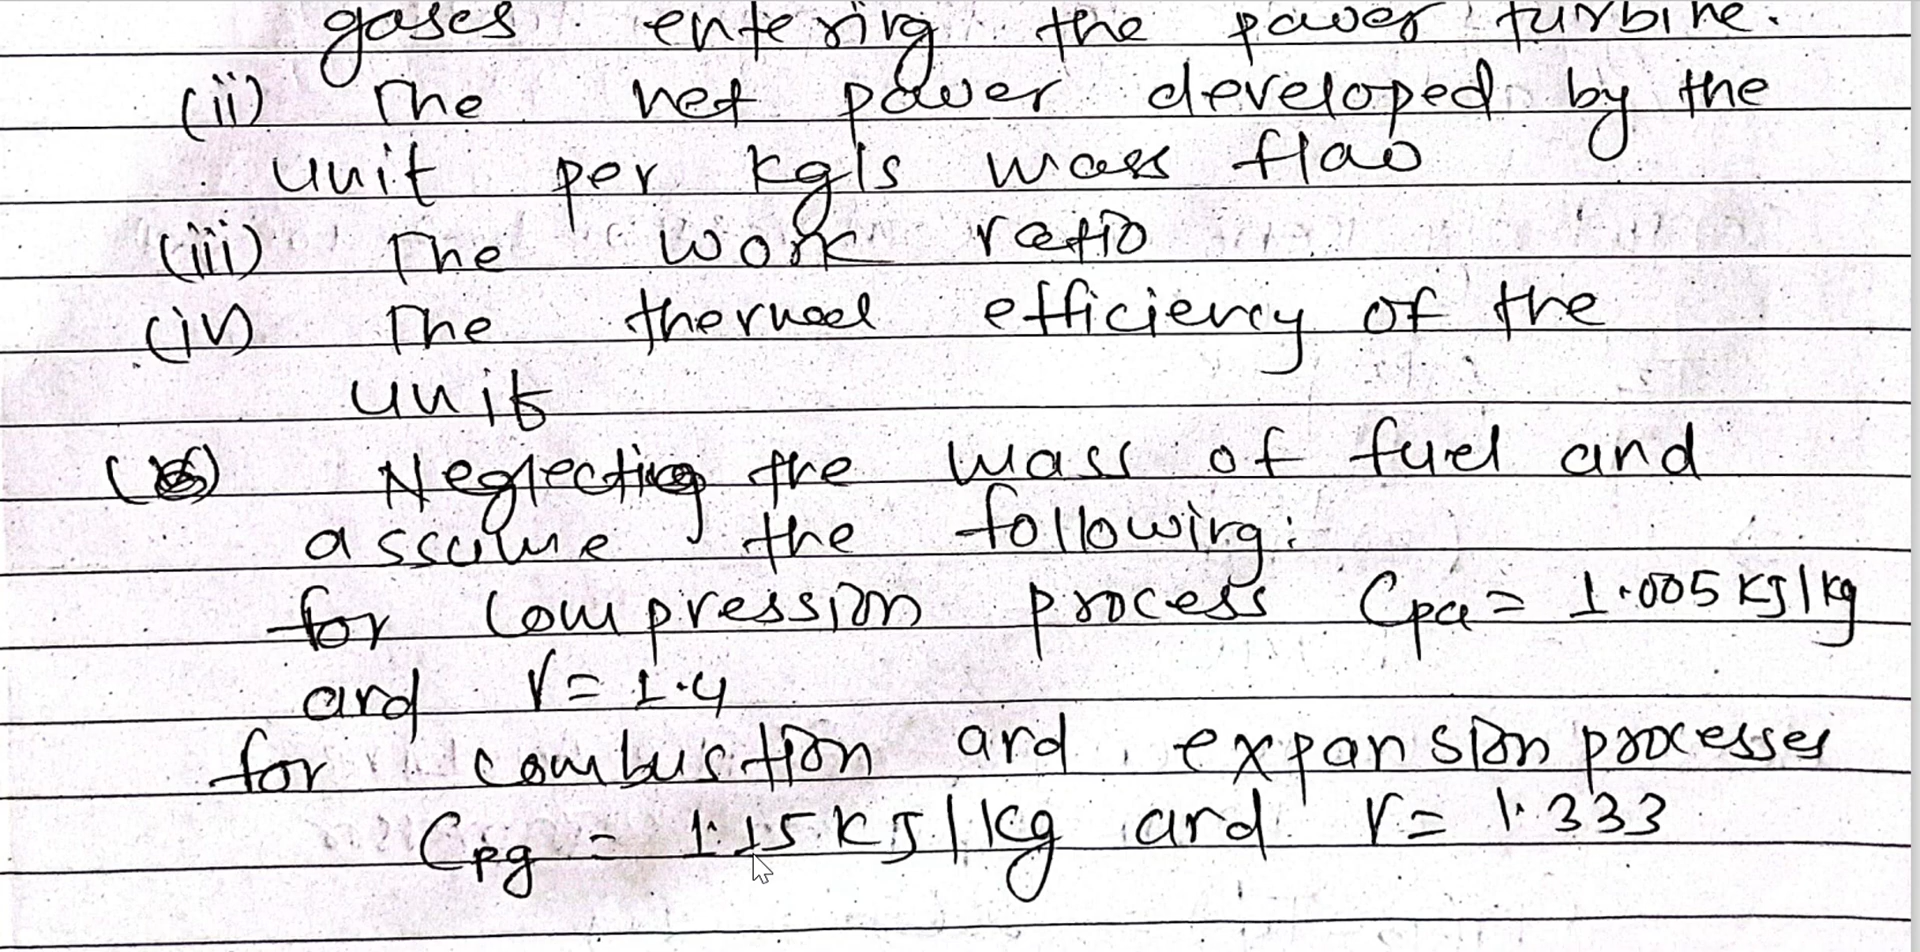 gases entering the power turbine.
(ii) The net power developed by the
unit per kg/s mass flow
(iii) The work ratio
(iv) The thermal efficiency of the
unit
Neglecting the mass of fuel and
assume the following:
for compression process Cpa = 1.005 KJ/kg
and γ = 1.4
for combustion and expansion processes
Cpg = 1.15 KJ/kg and γ = 1.333